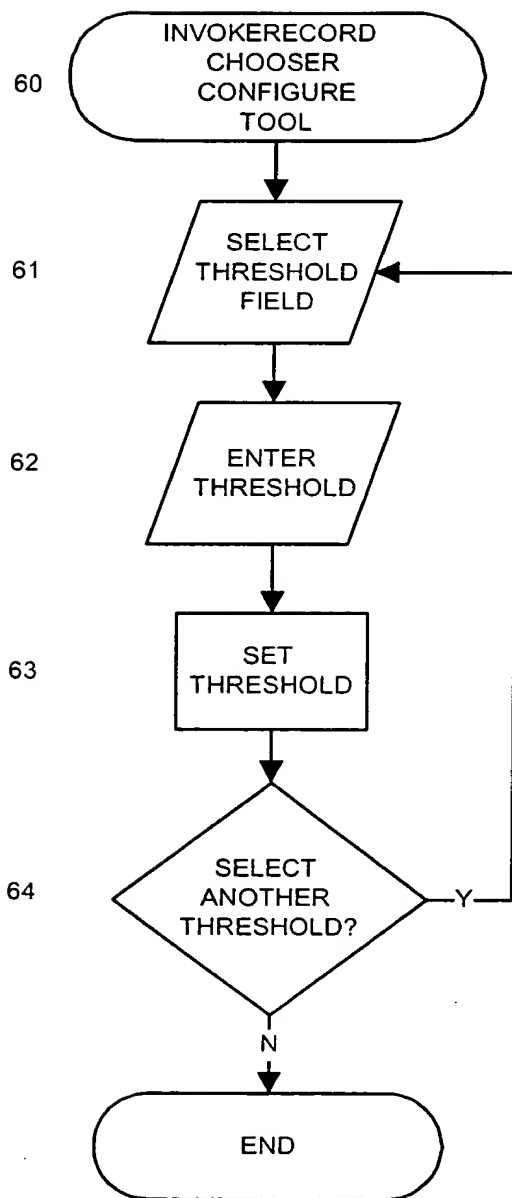 INVOKERECORD
CHOOSER
CONFIGURE
TOOL
60
SELECT
THRESHOLD
FIELD
61
ENTER
THRESHOLD
62
SET
THRESHOLD
63
SELECT
ANOTHER
THRESHOLD?
64
Y
N
END